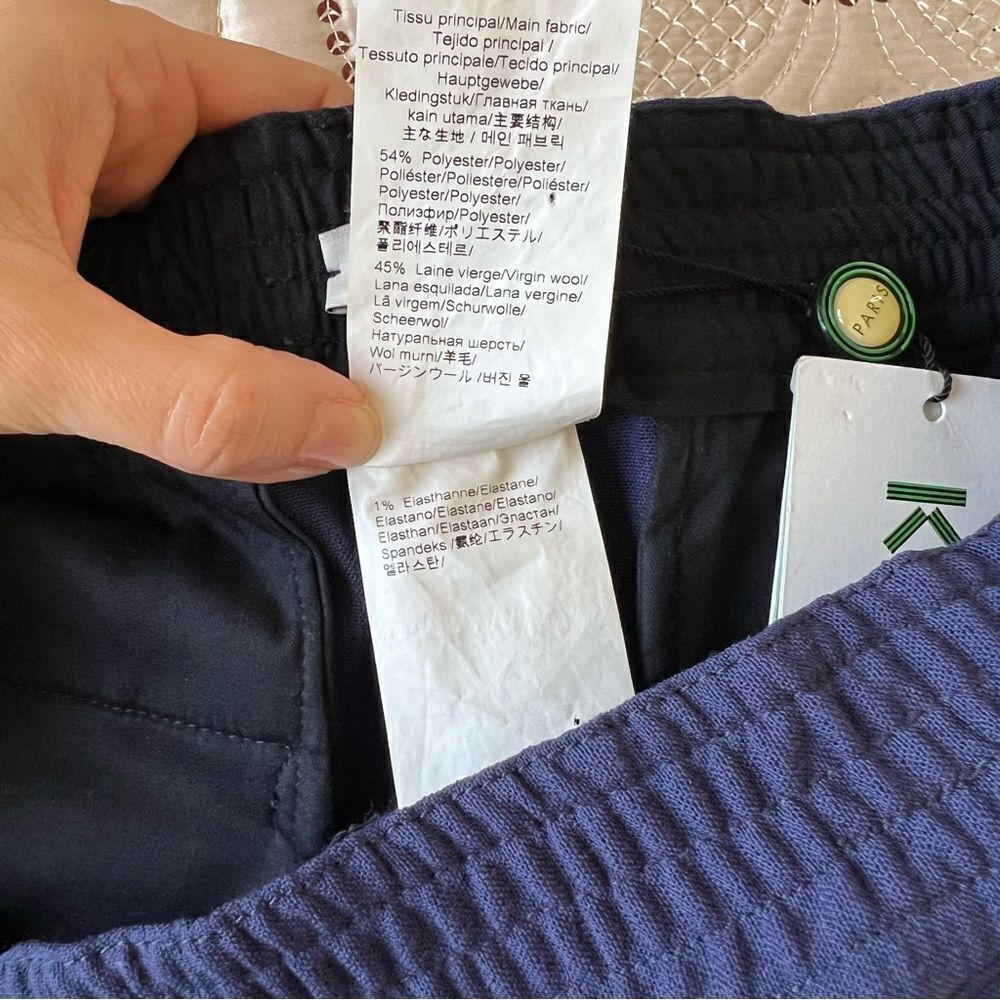 Tissu principal/Main fabric/
Tejido principal /
Tessuto principale/Tecido principal/
Hauptgewebe/
Kledingstuk/Главная ткань/
kain utama/主要结构/
主な生地 / 메인 패브릭
54% Polyester/Polyester/
Poliéster/Poliestere/Poliéster/
Polyester/Polyester/
Полиэфир/Polyester/
聚酯纤维/ポリエステル/
폴리에스테르/
45% Laine vierge/Virgin wool/
Lana esquilada/Lana vergine/
Lã virgem/Schurwolle/
Scheerwol/
Натуральная шерсть/
Wol murni/羊毛/
バージンウール /버진 울
1% Elasthanne/Elastane/
Elastano/Elastane/Elastano/
Elasthan/Elastaan/Эластан/
Spandeks /氨纶/エラスチン/
엘라스탄/
PARIS
K